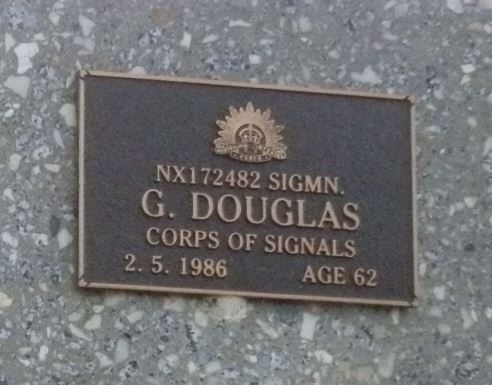 NX172482 SIGMN.
G. DOUGLAS
CORPS OF SIGNALS
2. 5. 1986 AGE 62